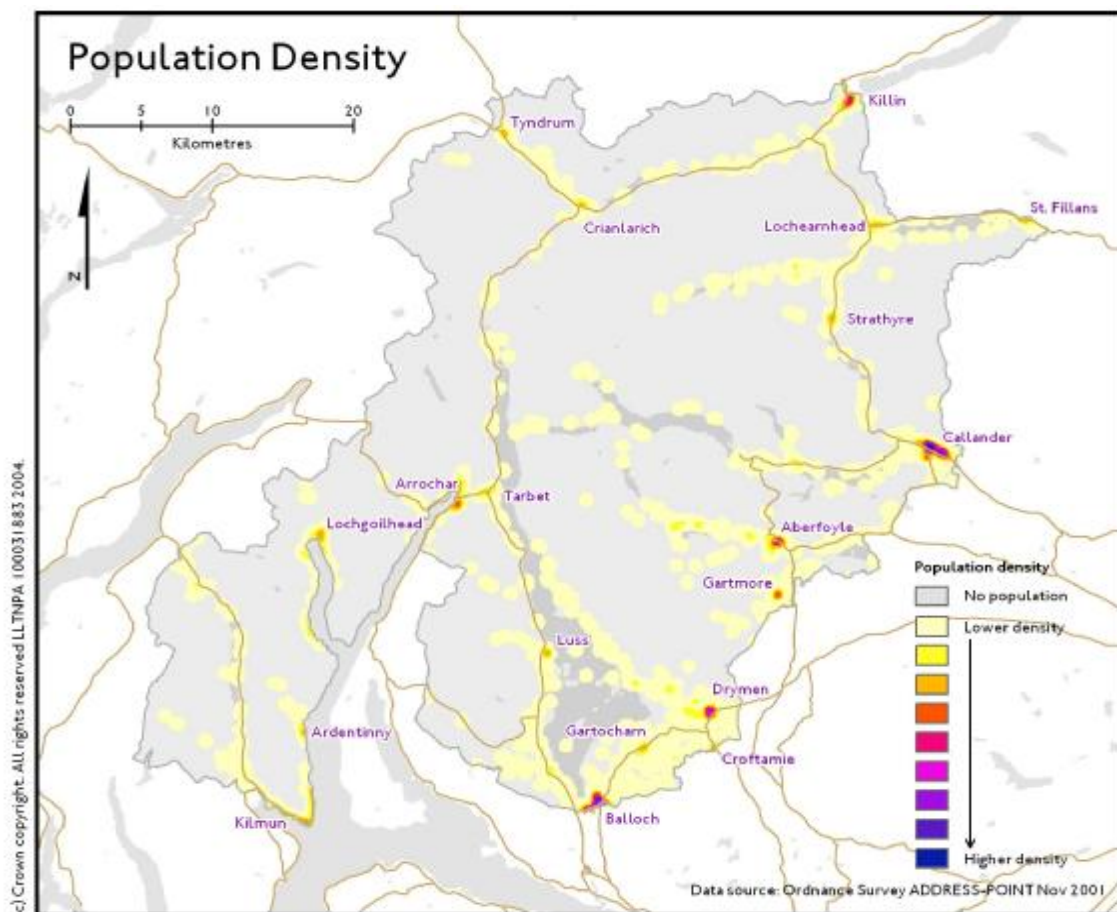 Population Density
0 5 10 20
Kilometres
N
Tyndrum
Killin
Crianlarich
Lochearnhead
St. Fillans
Strathyre
Callander
Arrochar
Tarbet
Lochgoilhead
Aberfoyle
Gartmore
Luss
Drymen
Ardentinny
Gartocharn
Croftamie
Kilmun
Balloch
Population density
No population
Lower density
Higher density
Data source: Ordnance Survey ADDRESS-POINT Nov 2001
c) Crown copyright. All rights reserved LLTNPA 100031883 2004.